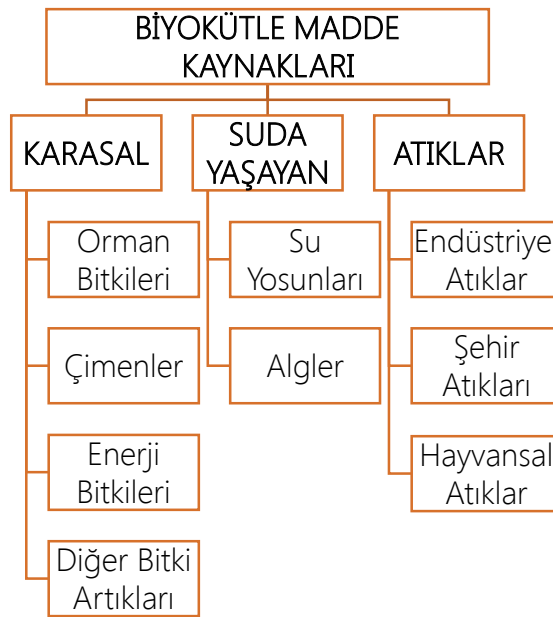 BİYOKÜTLE MADDE
KAYNAKLARI
KARASAL
SUDA
YAŞAYAN
ATIKLAR
Orman
Bitkileri
Çimenler
Enerji
Bitkileri
Diğer Bitki
Artıkları
Su
Yosunları
Algler
Endüstriye
Atıklar
Şehir
Atıkları
Hayvansal
Atıklar